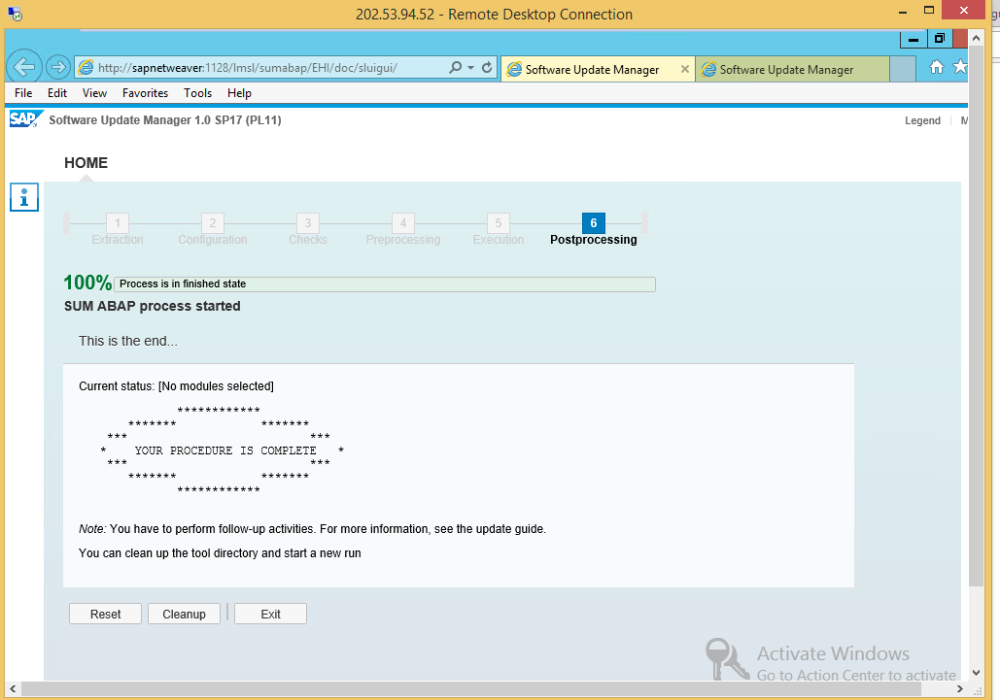 202.53.94.52 - Remote Desktop Connection
http://sapnetweaver:1128/lmsl/sumabap/EHI/doc/sluigui/
Software Update Manager
Software Update Manager
File Edit View Favorites Tools Help
SAP Software Update Manager 1.0 SP17 (PL11)
Legend M
HOME
i
1 2 3 4 5 6
Extraction Configuration Checks Preprocessing Execution Postprocessing
100% Process is in finished state
SUM ABAP process started
This is the end...
Current status: [No modules selected]
************
******* *******
*** ***
* YOUR PROCEDURE IS COMPLETE *
*** ***
******* *******
************
Note: You have to perform follow-up activities. For more information, see the update guide.
You can clean up the tool directory and start a new run
Reset Cleanup Exit
Activate Windows
Go to Action Center to activate